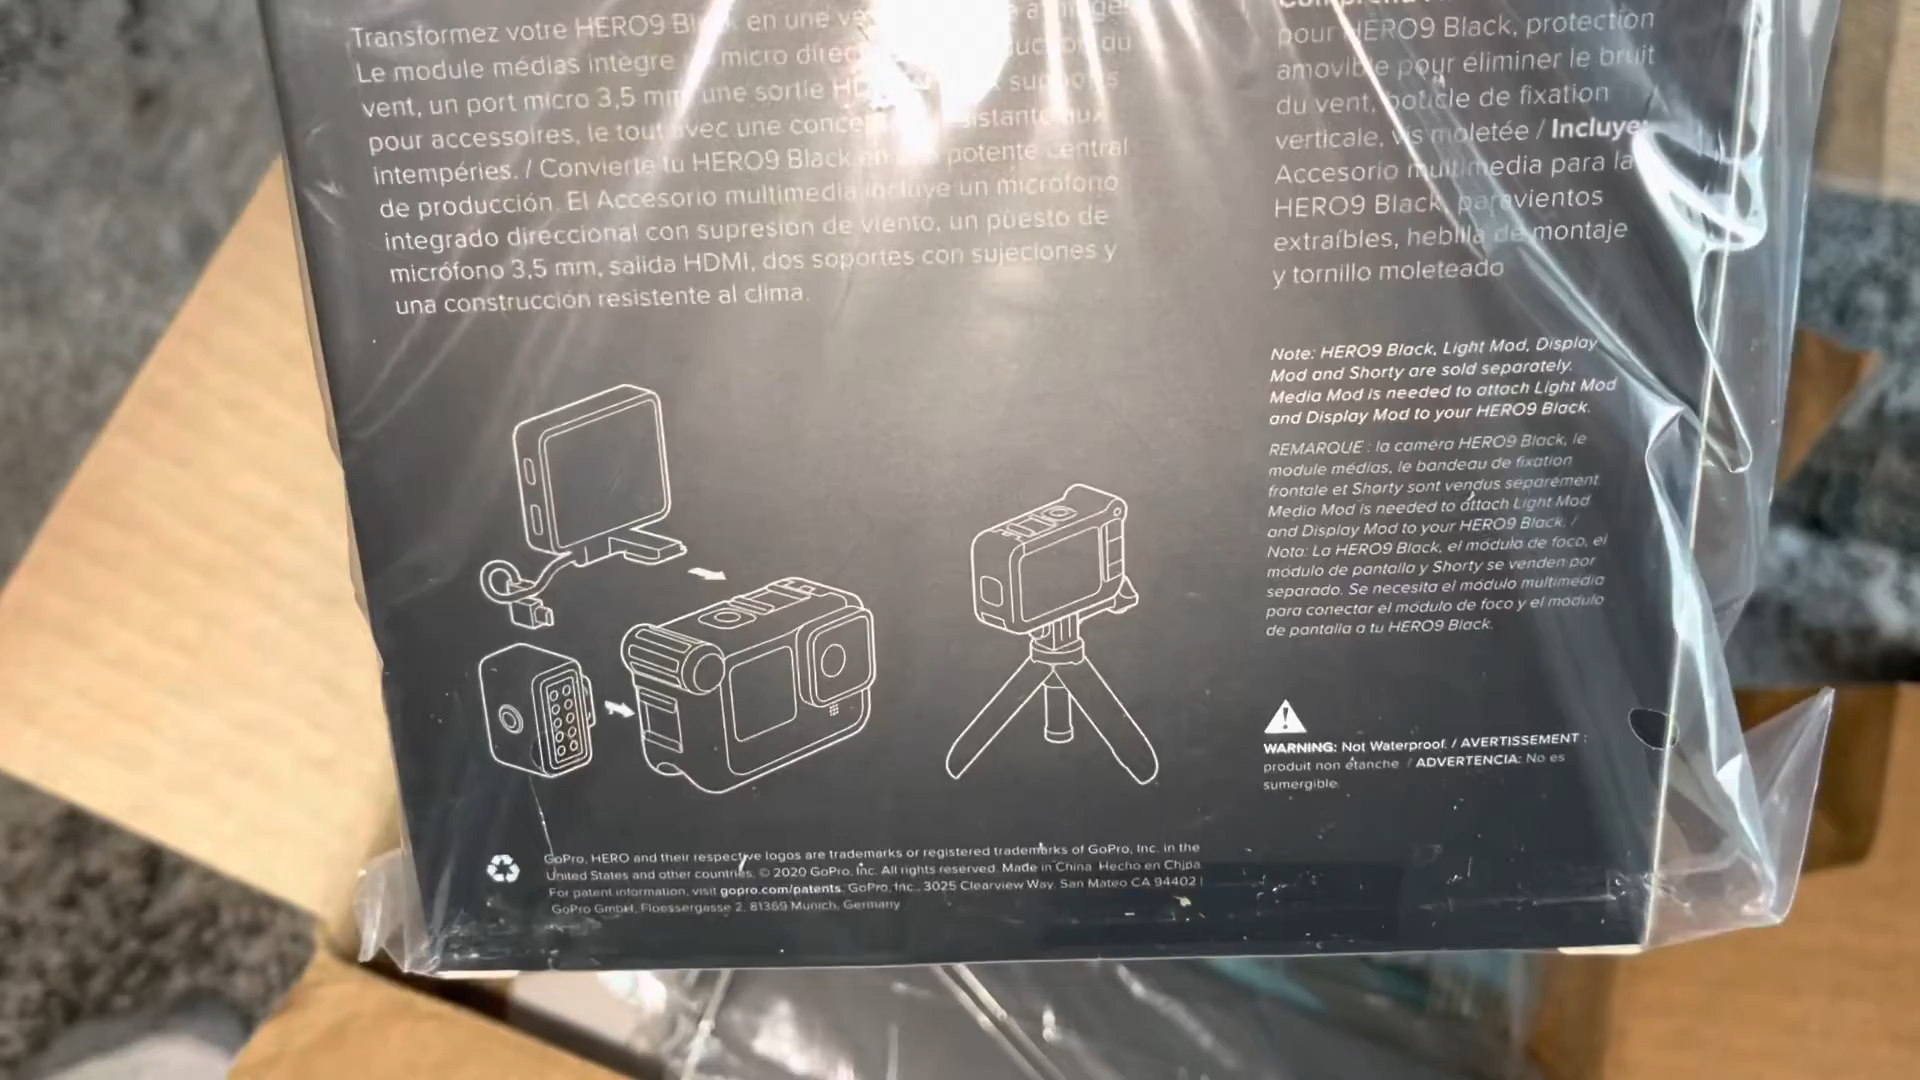 Transformez votre HERO9 en une
Le module médias intègre micro
vent, un port micro 3,5 mm, une sortie
pour accessoires, le tout avec une
intempéries. / Convierte tu HERO9 Black en potente central
de producción. El Accesorio multimedia incluye un micrófono
integrado direccional con supresión de viento, un puesto de
micrófono 3,5 mm, salida HDMI, dos soportes con sujeciones y
una construcción resistente al clima.
pour HERO9 Black, protection
amovible pour éliminer le bruit
du vent, boucle de fixation
verticale, vis moletée / Incluye:
Accesorio multimedia para la
HERO9 Black, paravientos
extraíbles, hebilla de montaje
y tornillo moleteado
Note: HERO9 Black, Light Mod, Display
Mod and Shorty are sold separately.
Media Mod is needed to attach Light Mod
and Display Mod to your HERO9 Black.
REMARQUE : la caméra HERO9 Black, le
module médias, le bandeau de fixation
frontale et Shorty sont vendus séparément.
Media Mod is needed to attach Light Mod
and Display Mod to your HERO9 Black. /
Nota: La HERO9 Black, el módulo de foco, el
módulo de pantalla y Shorty se venden por
separado. Se necesita el módulo multimedia
para conectar el módulo de foco y el módulo
de pantalla a tu HERO9 Black.
WARNING: Not Waterproof. / AVERTISSEMENT :
produit non étanche / ADVERTENCIA: No es
sumergible.
GoPro, HERO and their respective logos are trademarks or registered trademarks of GoPro, Inc. in the
United States and other countries. © 2020 GoPro, Inc. All rights reserved. Made in China Hecho en China
For patent information, visit gopro.com/patents. GoPro, Inc., 3025 Clearview Way, San Mateo CA 94402 |
GoPro GmbH, Floessergasse 2, 81369 Munich, Germany